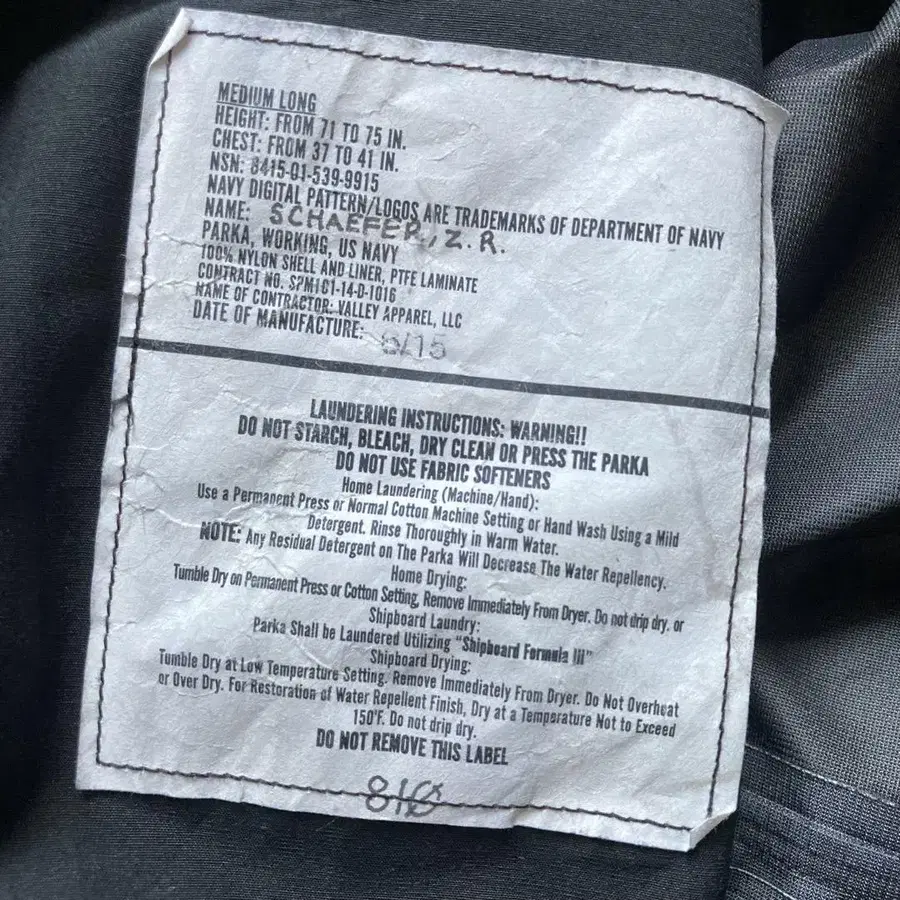 MEDIUM LONG
HEIGHT: FROM 71 TO 75 IN.
CHEST: FROM 37 TO 41 IN.
NSN: 8415-01-539-9915
NAVY DIGITAL PATTERN/LOGOS ARE TRADEMARKS OF DEPARTMENT OF NAVY
NAME: SCHAEFER, Z.R.
PARKA, WORKING, US NAVY
100% NYLON SHELL AND LINER, PTFE LAMINATE
CONTRACT NO. SPM1C1-14-D-1016
NAME OF CONTRACTOR: VALLEY APPAREL, LLC
DATE OF MANUFACTURE: 5/15
LAUNDERING INSTRUCTIONS: WARNING!!
DO NOT STARCH, BLEACH, DRY CLEAN OR PRESS THE PARKA
DO NOT USE FABRIC SOFTENERS
Home Laundering (Machine/Hand):
Use a Permanent Press or Normal Cotton Machine Setting or Hand Wash Using a Mild
Detergent. Rinse Thoroughly in Warm Water.
NOTE: Any Residual Detergent on The Parka Will Decrease The Water Repellency.
Home Drying:
Tumble Dry on Permanent Press or Cotton Setting, Remove Immediately From Dryer. Do not drip dry. or
Shipboard Laundry:
Parka Shall be Laundered Utilizing "Shipboard Formula III"
Shipboard Drying:
Tumble Dry at Low Temperature Setting. Remove Immediately From Dryer. Do Not Overheat
or Over Dry. For Restoration of Water Repellent Finish, Dry at a Temperature Not to Exceed
150°F. Do not drip dry.
DO NOT REMOVE THIS LABEL